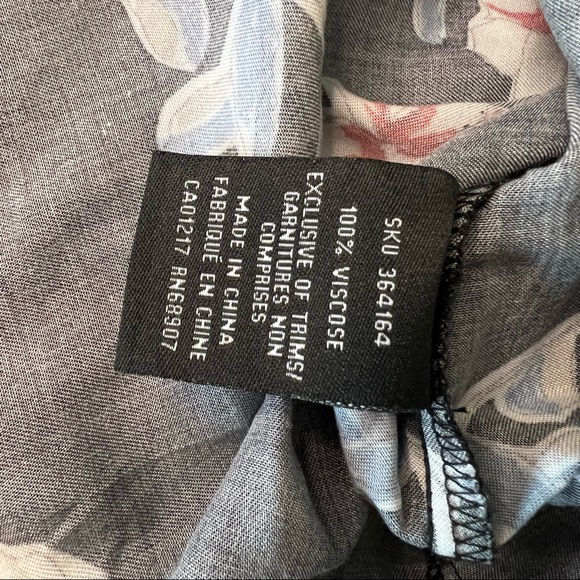 SKU 364164
100% VISCOSE
EXCLUSIVE OF TRIMS/
GARNITURES NON
COMPRISES
MADE IN CHINA
FABRIQUÉ EN CHINE
CA01217 RN68907